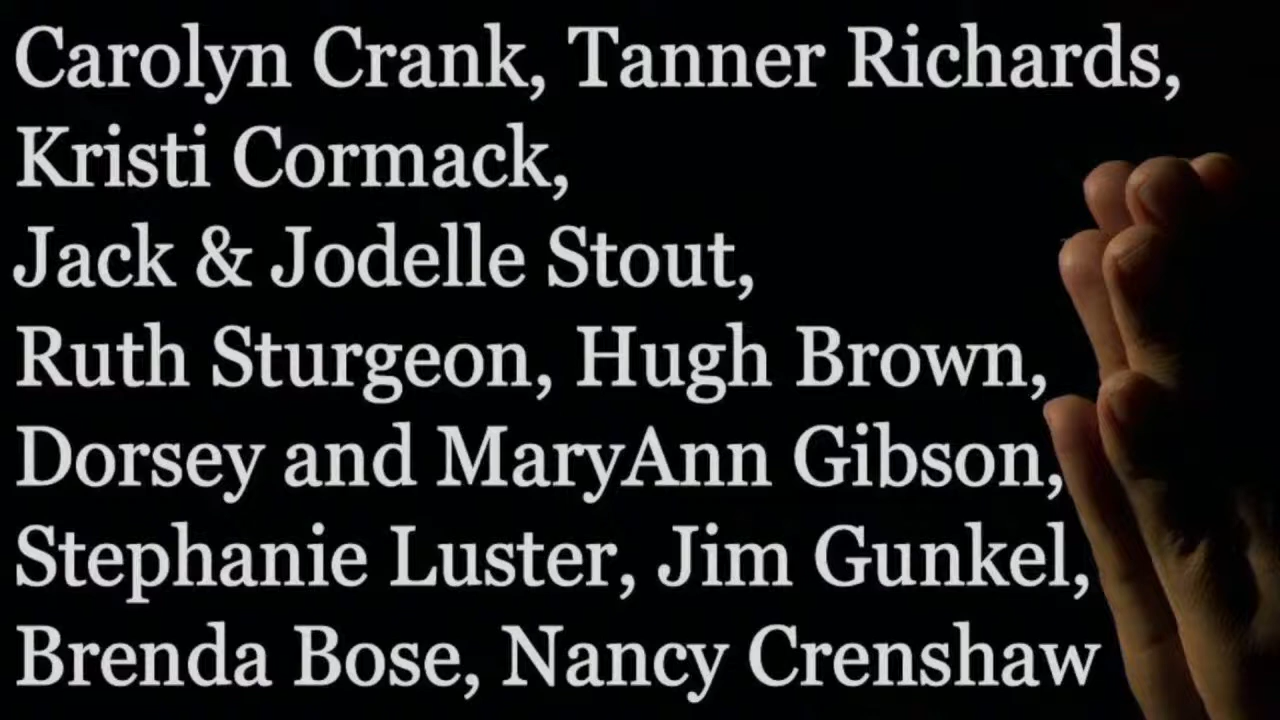 Carolyn Crank, Tanner Richards,
Kristi Cormack,
Jack & Jodelle Stout,
Ruth Sturgeon, Hugh Brown,
Dorsey and MaryAnn Gibson,
Stephanie Luster, Jim Gunkel,
Brenda Bose, Nancy Crenshaw